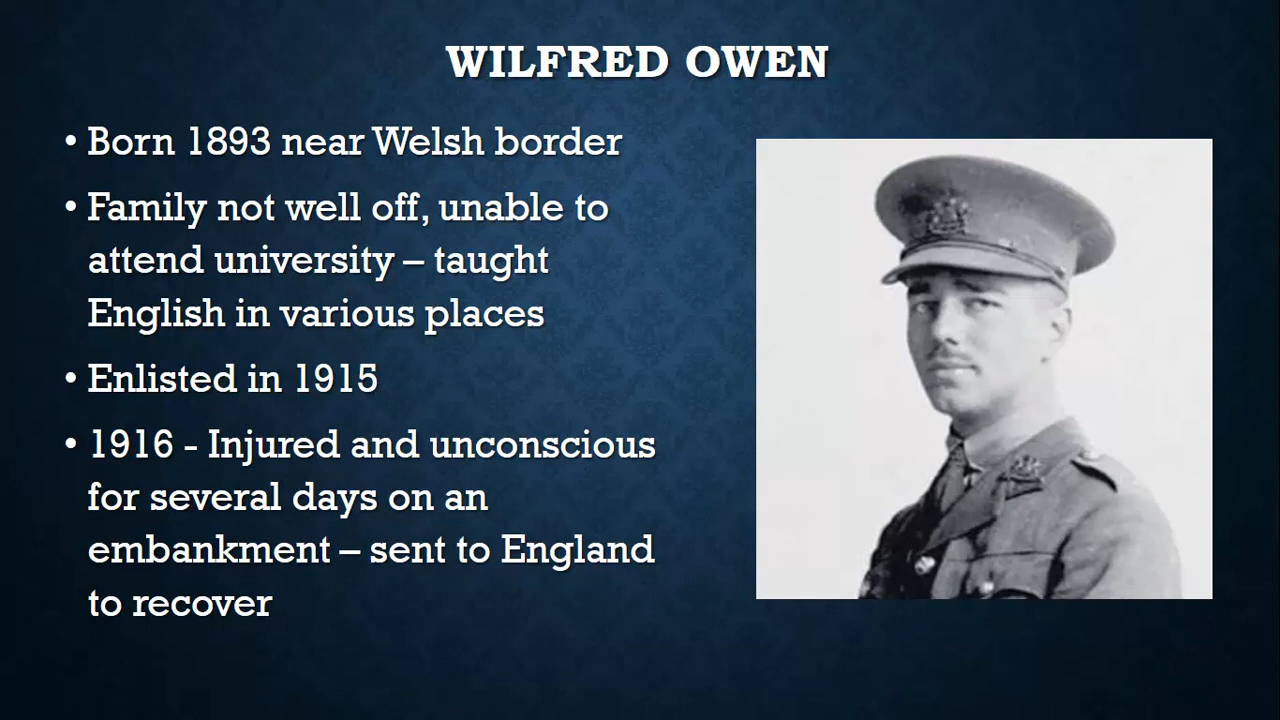 WILFRED OWEN
• Born 1893 near Welsh border
• Family not well off, unable to
attend university – taught
English in various places
• Enlisted in 1915
• 1916 - Injured and unconscious
for several days on an
embankment – sent to England
to recover